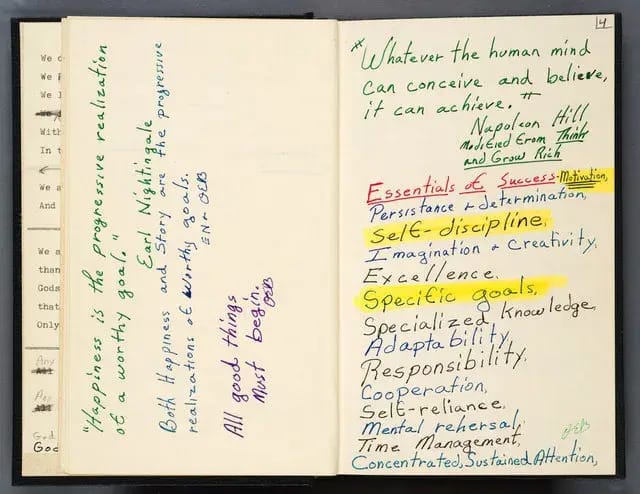 We
We
We
With
In
We a
And
We a
than
Gods
that
Only
Any
God
God
"Happiness is the progressive realization
of a worthy goal."
Earl Nightingale
Both Happiness and Story are the progressive
realizations of worthy goals.
EN & OEB
All good things
Must begin.
OEB
4
"Whatever the human mind
can conceive and believe,
it can achieve."
Napoleon Hill
Modified From Think
and Grow Rich
Essentials of Success-Motivation,
Persistance & determination,
Self-discipline,
Imagination & Creativity,
Excellence.
Specific goals,
Specialized Knowledge,
Adaptability,
Responsibility.
Cooperation,
Self-reliance.
Mental rehersal,
Time Management,
OEB
Concentrated, Sustained Attention,